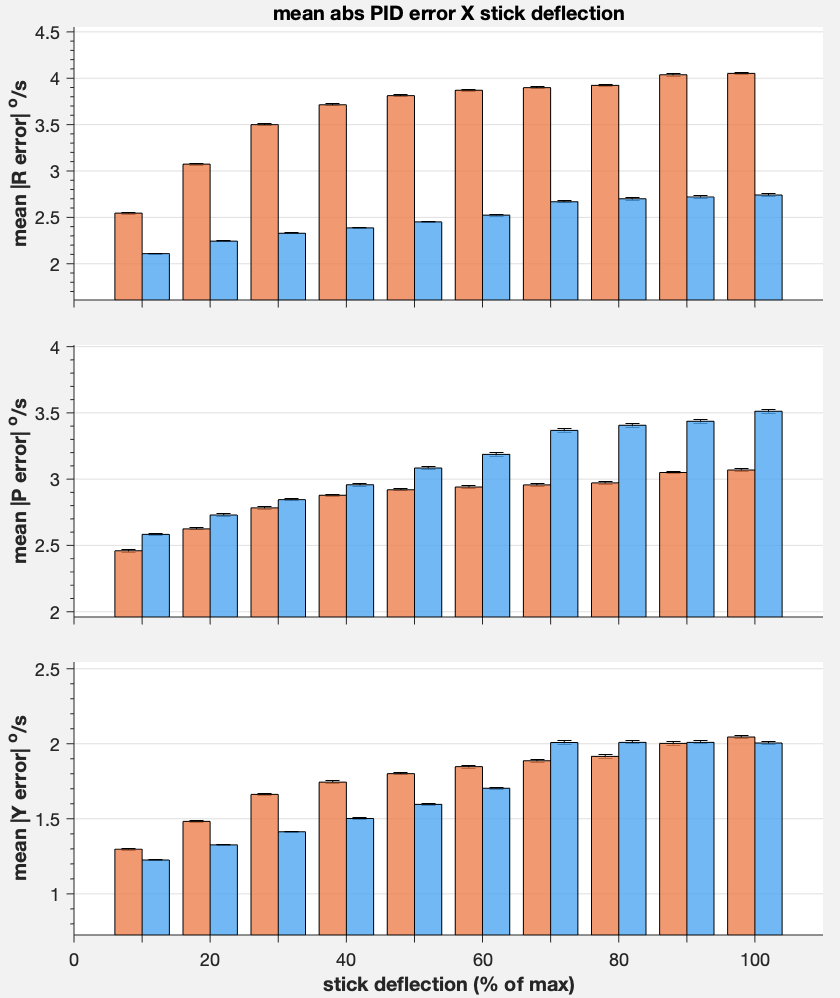 mean abs PID error X stick deflection
4.5
4
3.5
3
2.5
2
mean |R error| º/s
4
3.5
3
2.5
2
mean |P error| º/s
2.5
2
1.5
1
mean |Y error| º/s
0 20 40 60 80 100
stick deflection (% of max)